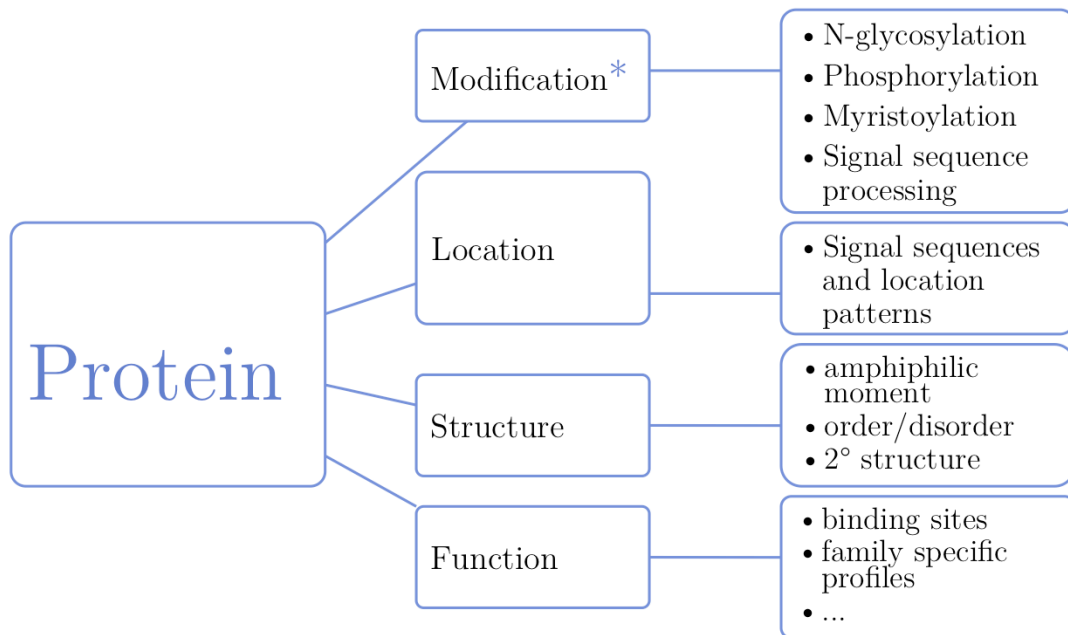 Protein
Modification*
• N-glycosylation
• Phosphorylation
• Myristoylation
• Signal sequence
processing
Location
• Signal sequences
and location
patterns
Structure
• amphiphilic
moment
• order/disorder
• 2° structure
Function
• binding sites
• family specific
profiles
• ...